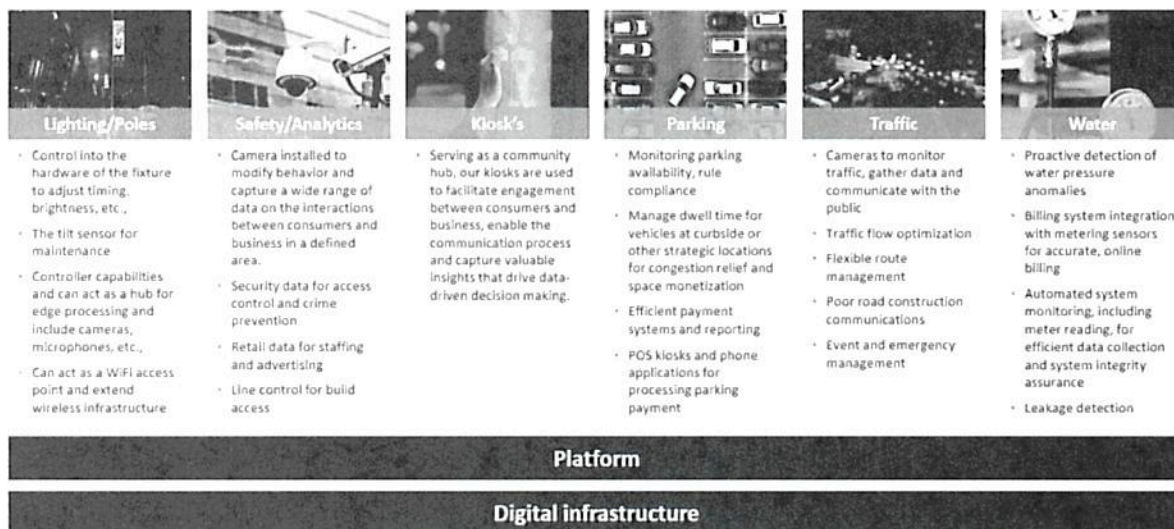 Lighting/Poles
· Control into the
hardware of the fixture
to adjust timing.
brightness, etc.,
· The tilt sensor for
maintenance
· Controller capabilities
and can act as a hub for
edge processing and
include cameras,
microphones, etc.,
· Can act as a WiFi access
point and extend
wireless infrastructure
Safety/Analytics
· Camera installed to
modify behavior and
capture a wide range of
data on the interactions
between consumers and
business in a defined
area.
· Security data for access
control and crime
prevention
· Retail data for staffing
and advertising
· Line control for build
access
Kiosk's
· Serving as a community
hub, our kiosks are used
to facilitate engagement
between consumers and
business, enable the
communication process
and capture valuable
insights that drive data-
driven decision making.
Parking
· Monitoring parking
availability, rule
compliance
· Manage dwell time for
vehicles at curbside or
other strategic locations
for congestion relief and
space monetization
· Efficient payment
systems and reporting
· POS kiosks and phone
applications for
processing parking
payment
Traffic
· Cameras to monitor
traffic, gather data and
communicate with the
public
· Traffic flow optimization
· Flexible route
management
· Poor road construction
communications
· Event and emergency
management
Water
· Proactive detection of
water pressure
anomalies
· Billing system integration
with metering sensors
for accurate, online
billing
· Automated system
monitoring, including
meter reading, for
efficient data collection
and system integrity
assurance
· Leakage detection
Platform
Digital infrastructure